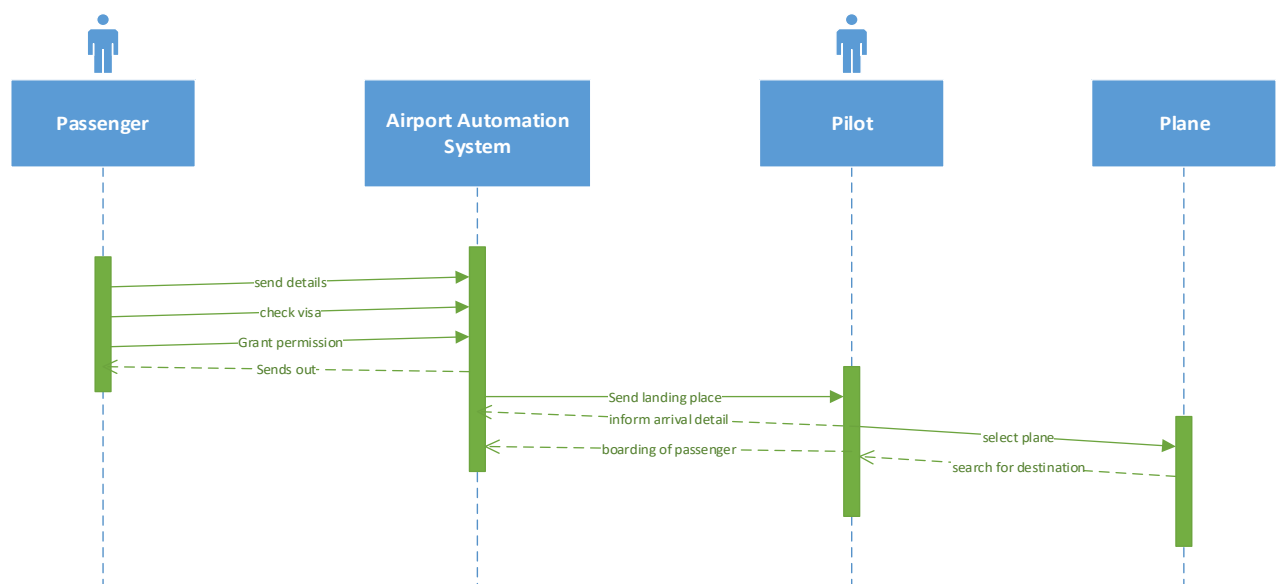 Passenger
Airport Automation
System
Pilot
Plane
send details
check visa
Grant permission
Sends out
Send landing place
inform arrival detail
select plane
boarding of passenger
search for destination